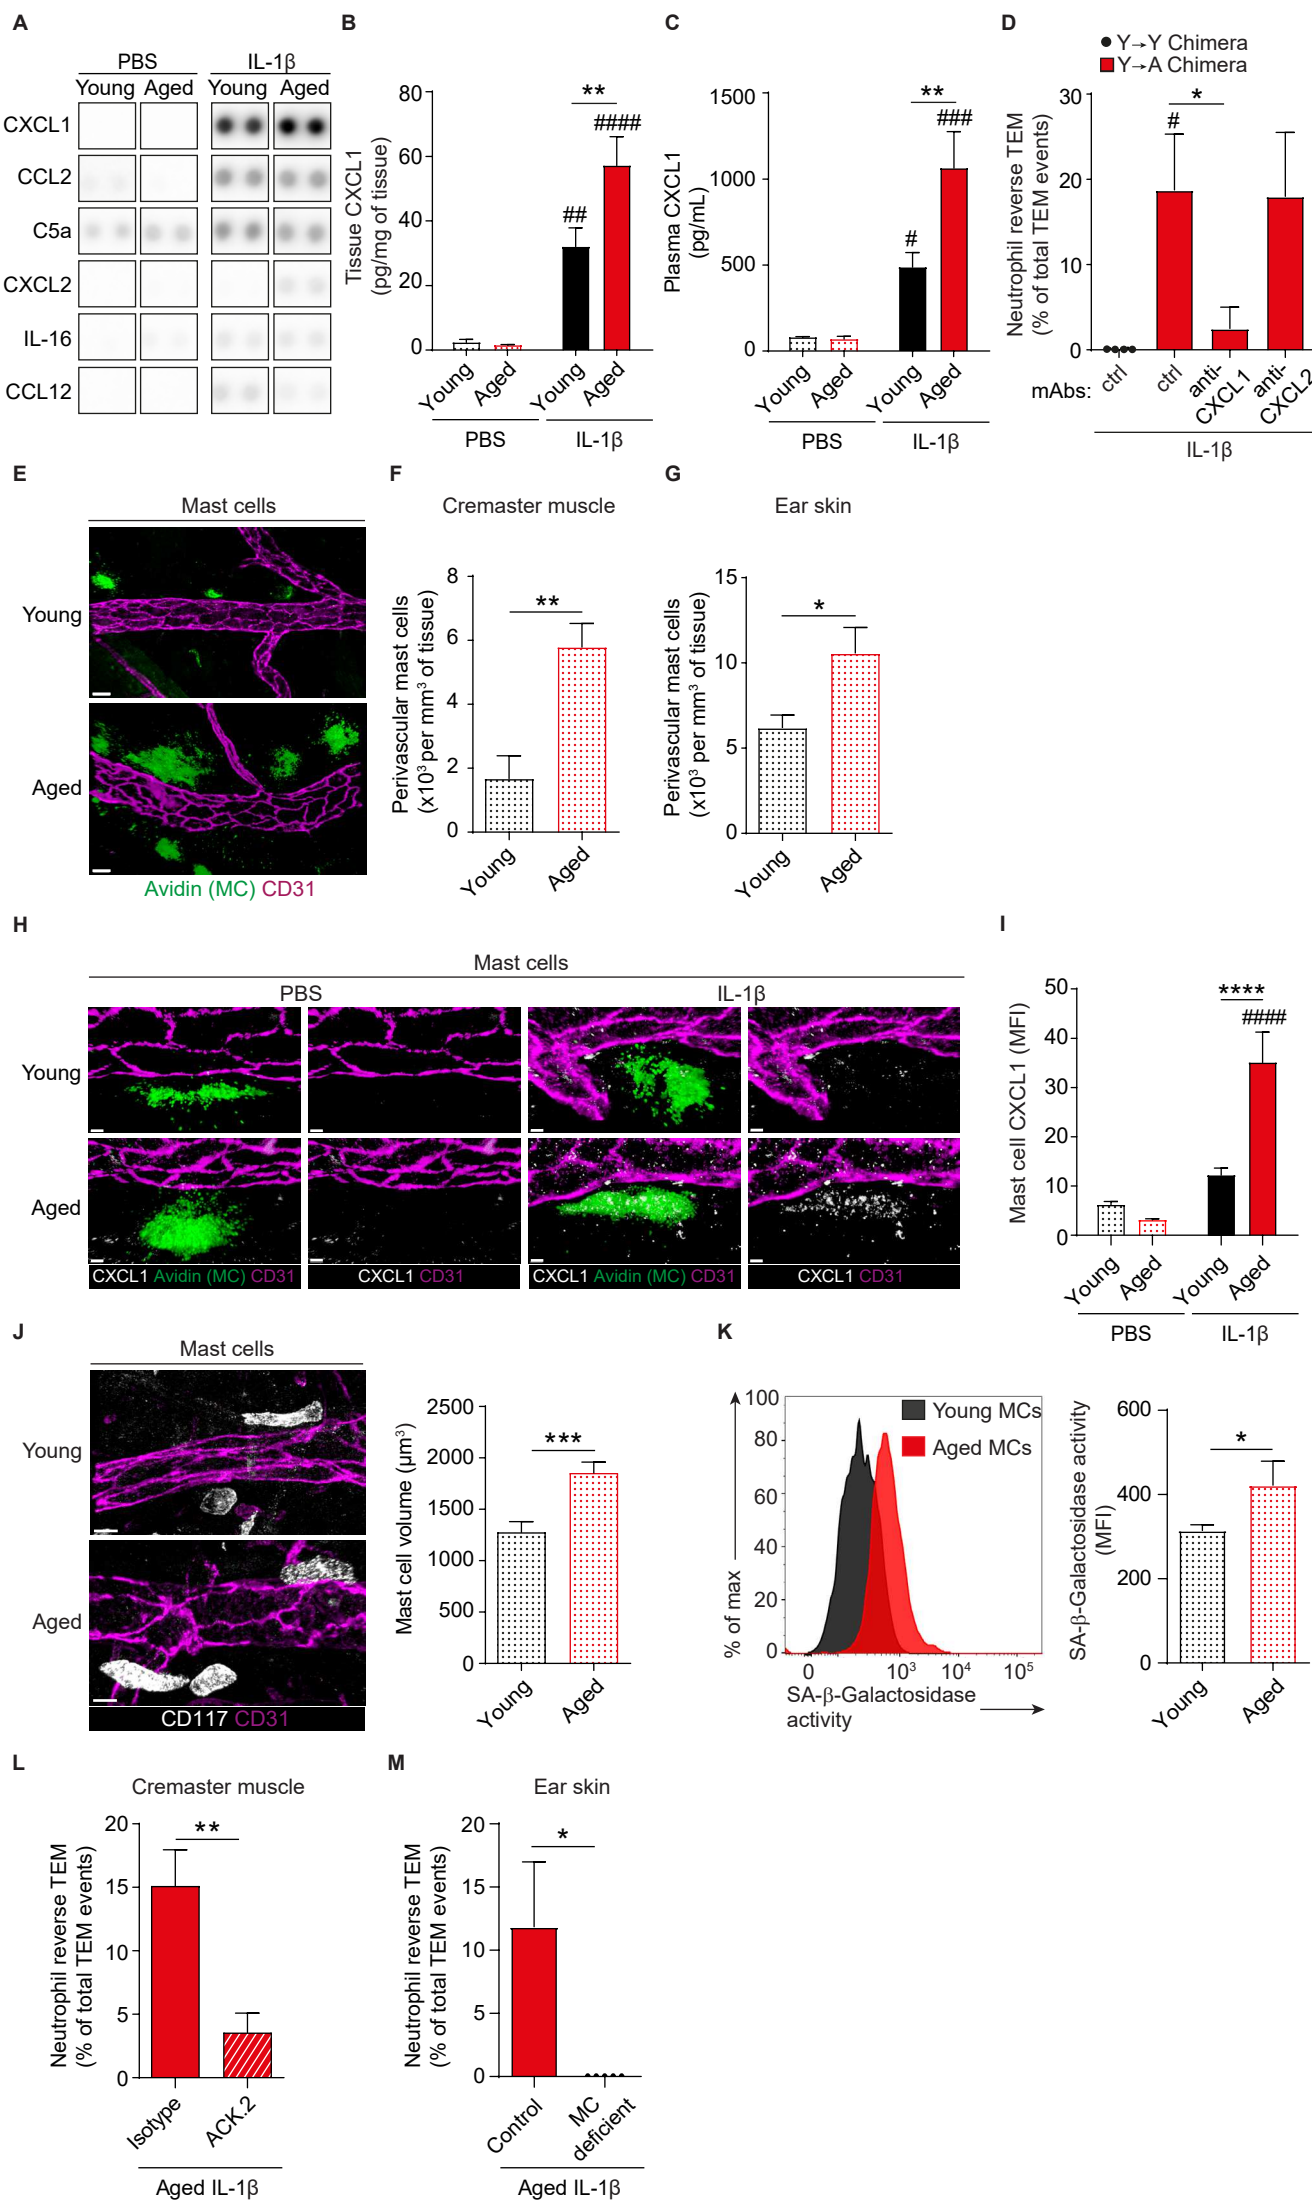 A
PBS IL-1β
Young Aged Young Aged
CXCL1
CCL2
C5a
CXCL2
IL-16
CCL12
B
Tissue CXCL1
(pg/mg of tissue)
80
60
40
20
0
**
##
####
Young Aged Young Aged
PBS IL-1β
C
Plasma CXCL1
(pg/mL)
1500
1000
500
0
**
#
###
Young Aged Young Aged
PBS IL-1β
D
Y→Y Chimera
Y→A Chimera
Neutrophil reverse TEM
(% of total TEM events)
30
20
10
0
*
#
mAbs: ctrl ctrl anti-CXCL1 anti-CXCL2
IL-1β
E
Mast cells
Young
Aged
Avidin (MC) CD31
F
Cremaster muscle
Perivascular mast cells
(x10³ per mm³ of tissue)
8
6
4
2
0
**
Young Aged
G
Ear skin
Perivascular mast cells
(x10³ per mm³ of tissue)
15
10
5
0
*
Young Aged
H
Mast cells
PBS IL-1β
Young
Aged
CXCL1 Avidin (MC) CD31 CXCL1 CD31 CXCL1 Avidin (MC) CD31 CXCL1 CD31
I
Mast cell CXCL1 (MFI)
50
40
30
20
10
0
****
####
Young Aged Young Aged
PBS IL-1β
J
Mast cells
Young
Aged
CD117 CD31
Mast cell volume (µm³)
2500
2000
1500
1000
500
0
***
Young Aged
K
% of max
100
80
60
40
20
0
Young MCs
Aged MCs
0 10³ 10⁴ 10⁵
SA-β-Galactosidase
activity
SA-β-Galactosidase activity
(MFI)
600
400
200
0
*
Young Aged
L
Cremaster muscle
Neutrophil reverse TEM
(% of total TEM events)
20
15
10
5
0
**
Isotype ACK.2
Aged IL-1β
M
Ear skin
Neutrophil reverse TEM
(% of total TEM events)
20
15
10
5
0
*
Control MC deficient
Aged IL-1β